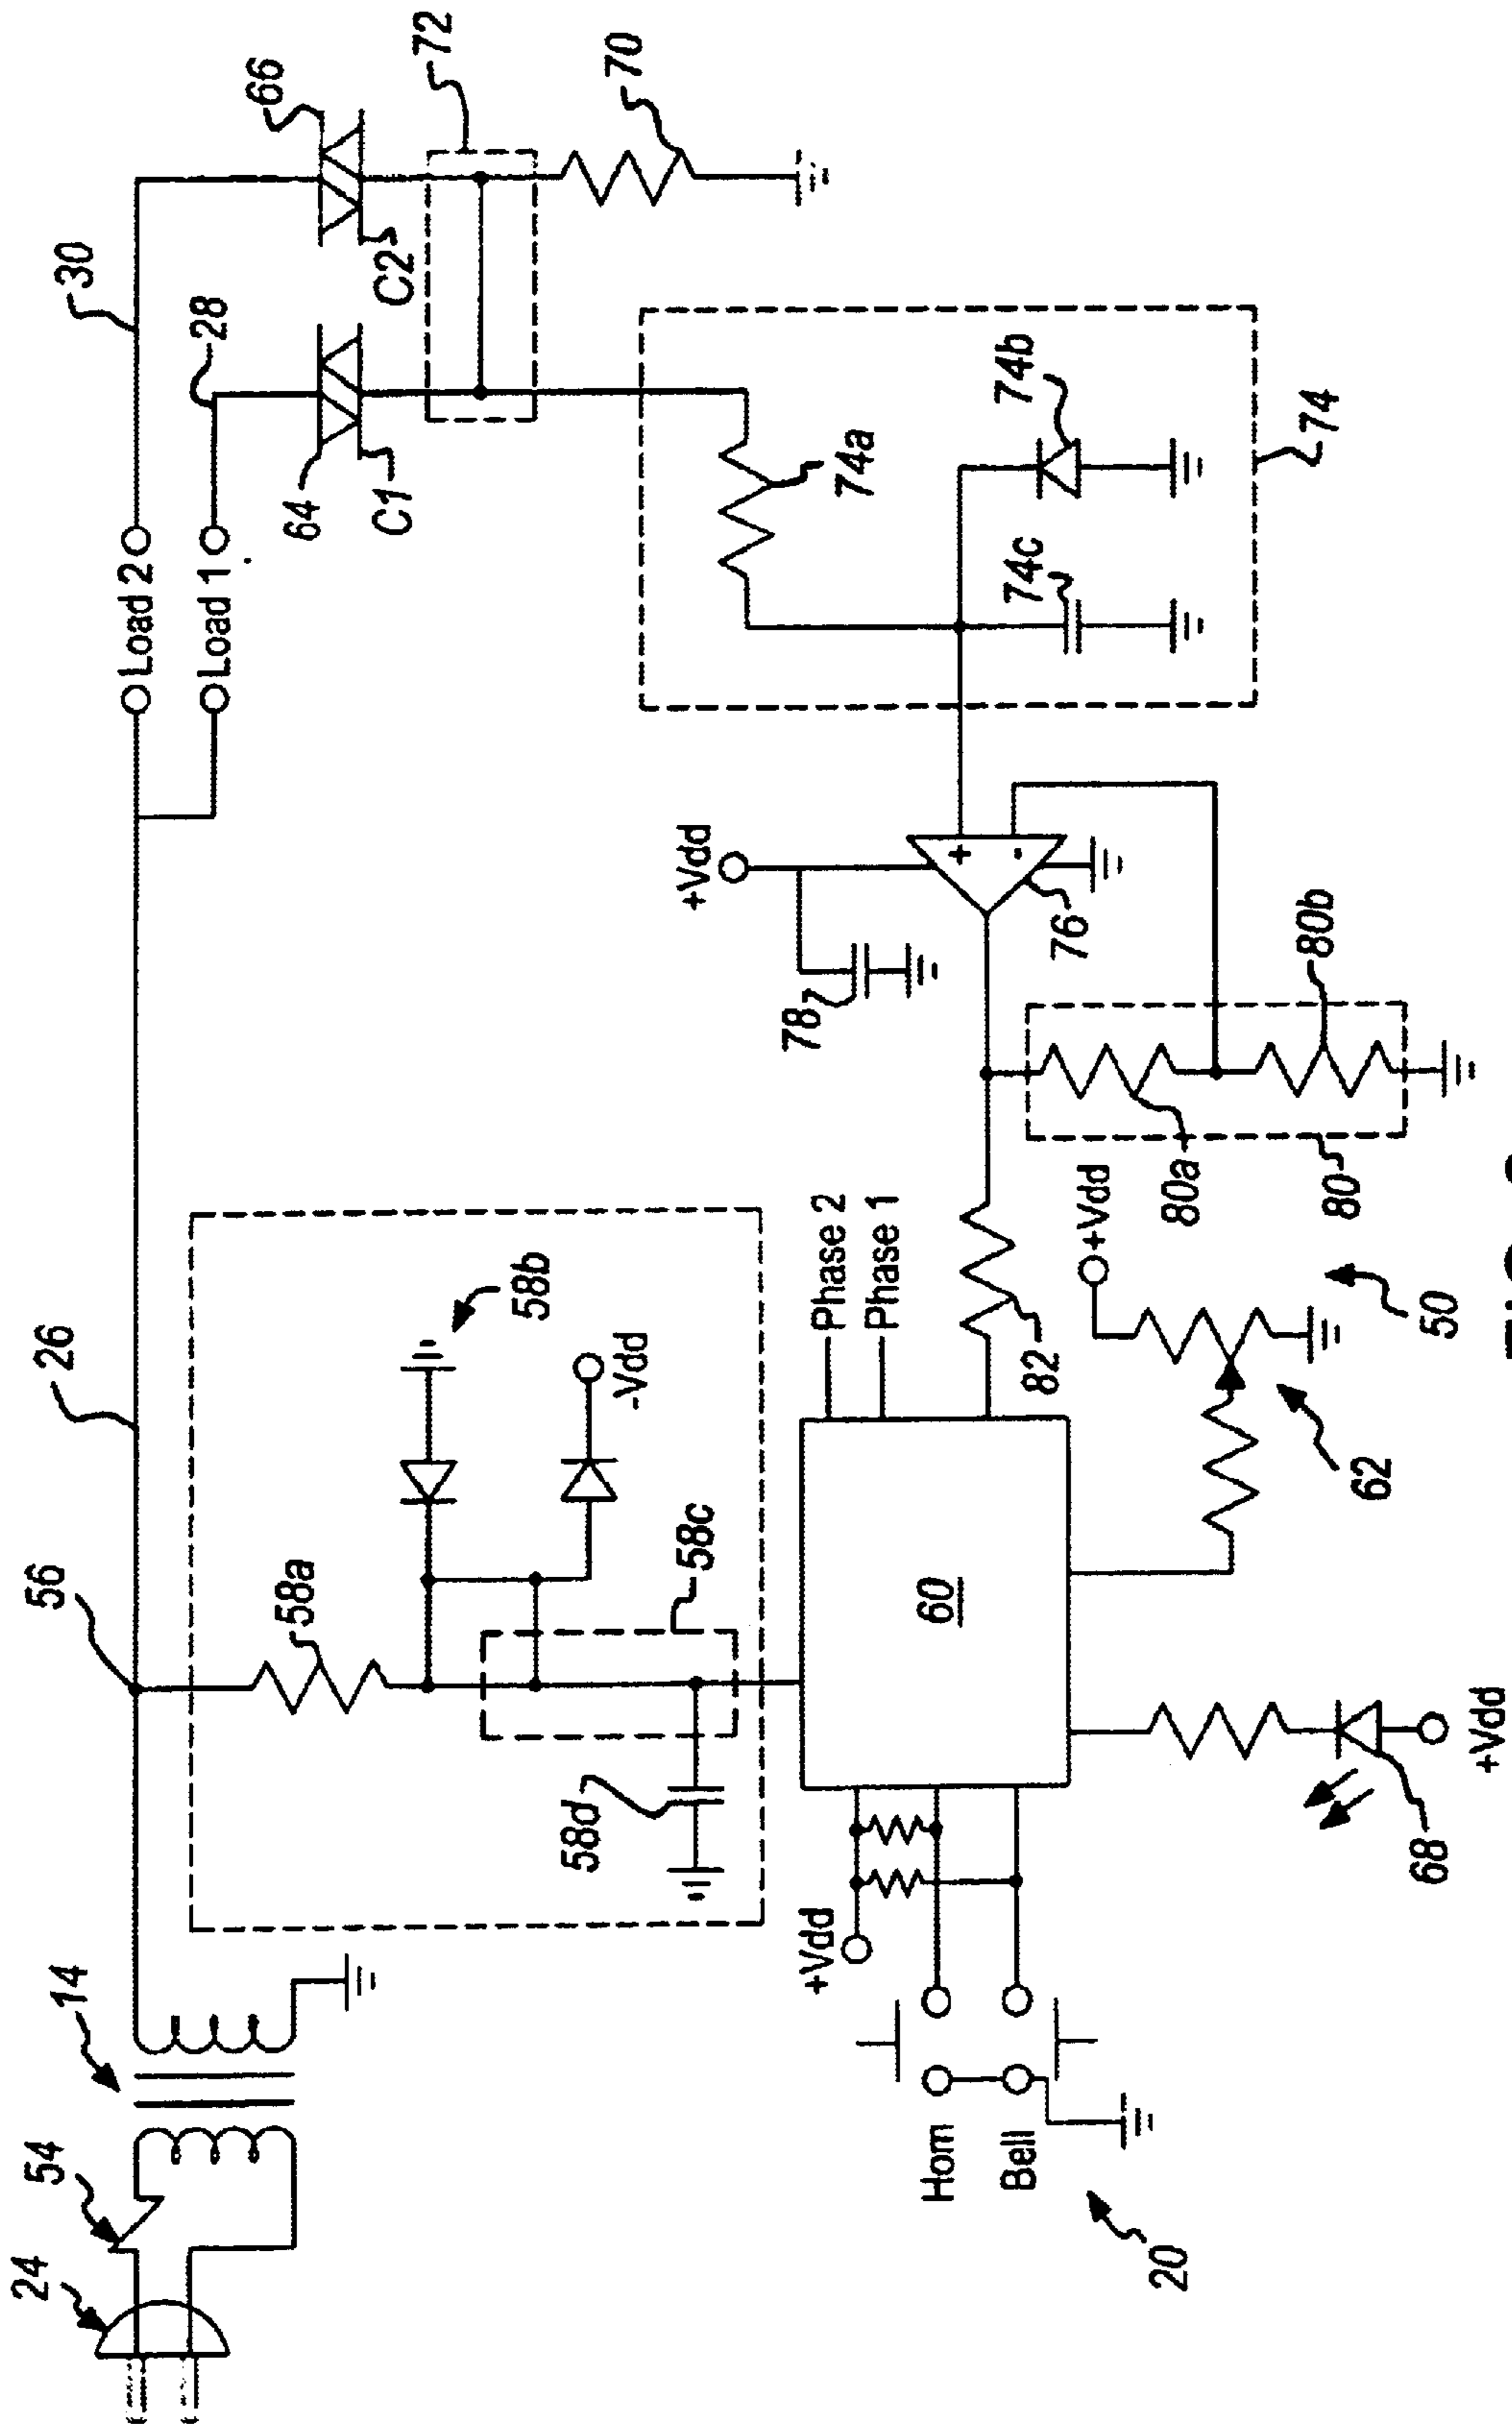 24
54
14
56
26
30
Load 2
28
Load 1
66
58a
64
C1
C2
72
58b
58d
70
-Vdd
58c
+Vdd
78
+Vdd
Phase 2
74a
Phase 1
Horn
60
74b
Bell
74c
82
76
+Vdd
20
80a
80b
74
80
62
68
50
+Vdd